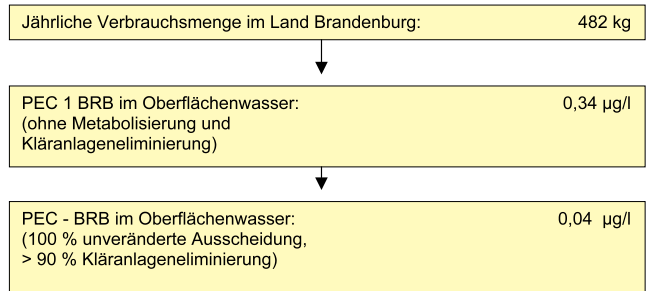 Jährliche Verbrauchsmenge im Land Brandenburg: 482 kg
PEC 1 BRB im Oberflächenwasser: 0,34 µg/l
(ohne Metabolisierung und
Kläranlageneliminierung)
PEC - BRB im Oberflächenwasser: 0,04 µg/l
(100 % unveränderte Ausscheidung,
> 90 % Kläranlageneliminierung)